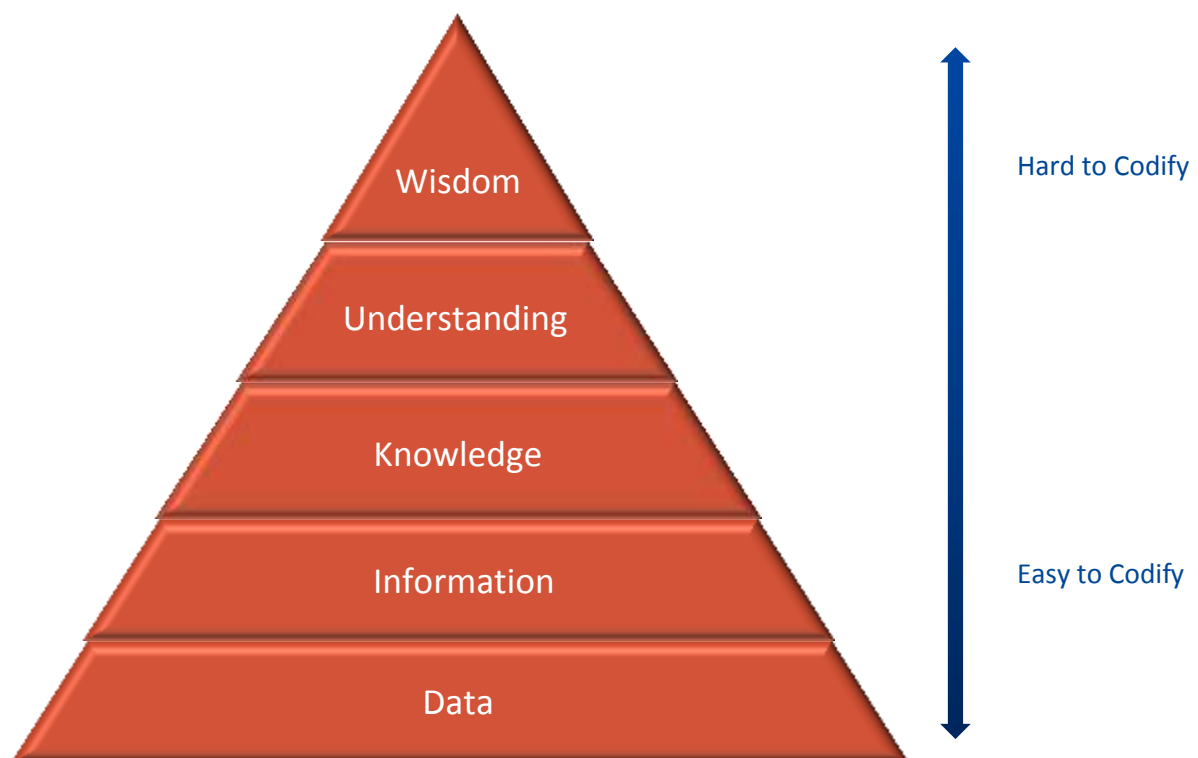 Wisdom
Hard to Codify
Understanding
Knowledge
Information
Easy to Codify
Data